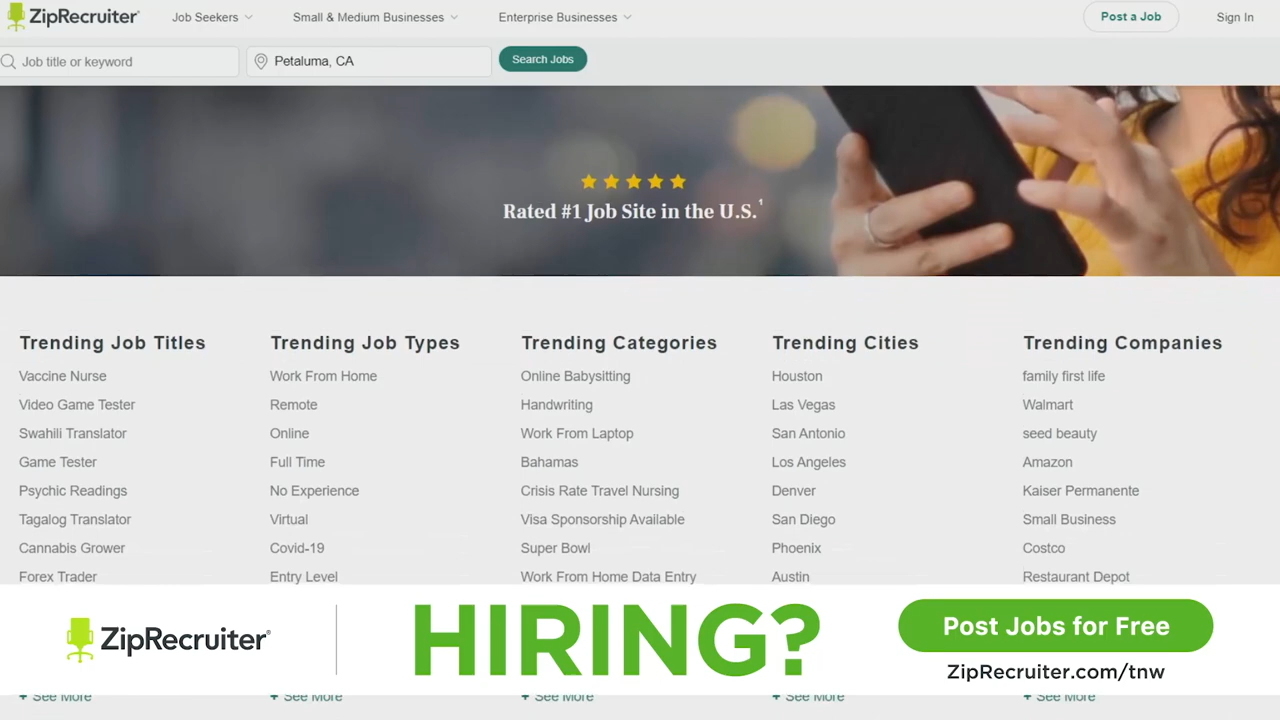 ZipRecruiter®
Job Seekers
Small & Medium Businesses
Enterprise Businesses
Post a Job
Sign In
Job title or keyword
Petaluma, CA
Search Jobs
Rated #1 Job Site in the U.S.¹
Trending Job Titles
Vaccine Nurse
Video Game Tester
Swahili Translator
Game Tester
Psychic Readings
Tagalog Translator
Cannabis Grower
Forex Trader
+ See More
Trending Job Types
Work From Home
Remote
Online
Full Time
No Experience
Virtual
Covid-19
Entry Level
+ See More
Trending Categories
Online Babysitting
Handwriting
Work From Laptop
Bahamas
Crisis Rate Travel Nursing
Visa Sponsorship Available
Super Bowl
Work From Home Data Entry
+ See More
Trending Cities
Houston
Las Vegas
San Antonio
Los Angeles
Denver
San Diego
Phoenix
Austin
+ See More
Trending Companies
family first life
Walmart
seed beauty
Amazon
Kaiser Permanente
Small Business
Costco
Restaurant Depot
+ See More
ZipRecruiter®
HIRING?
Post Jobs for Free
ZipRecruiter.com/tnw